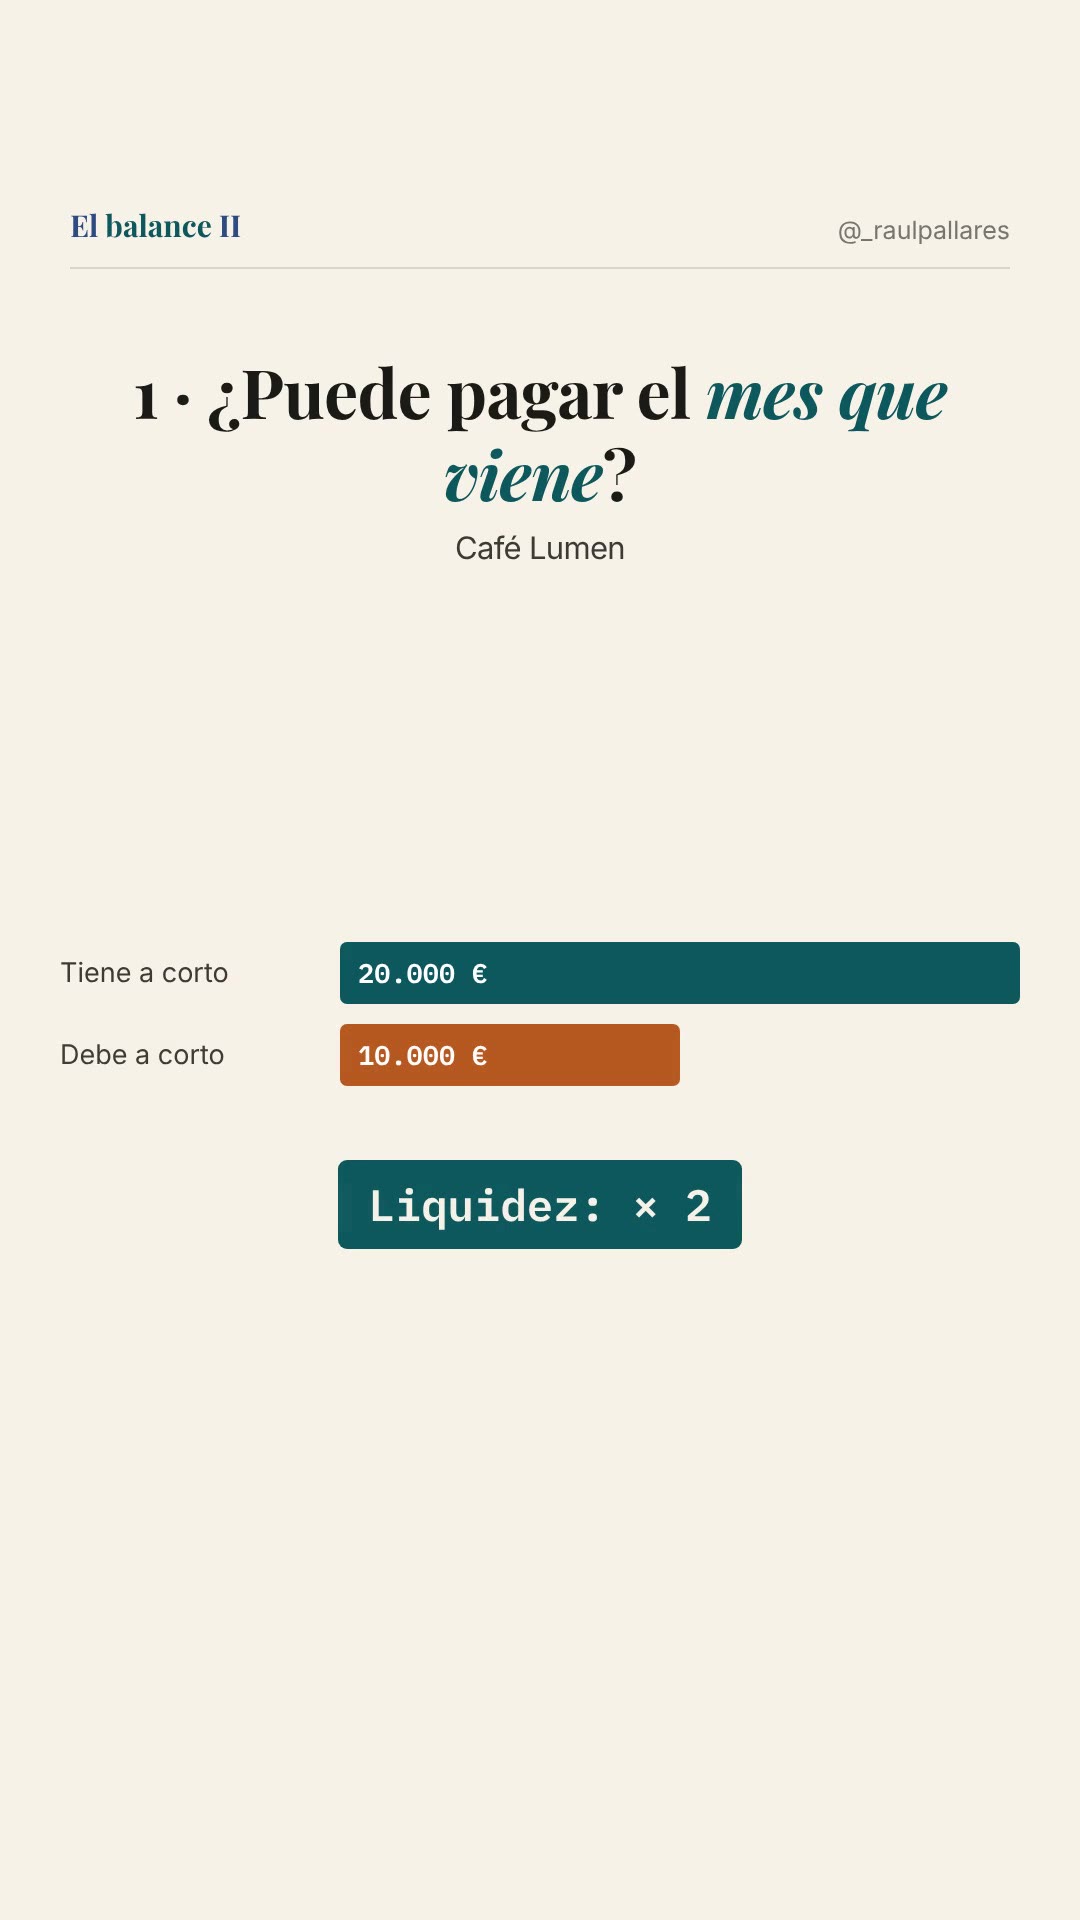 El balance II
@_raulpallares
1 · ¿Puede pagar el mes que
viene?
Café Lumen
Tiene a corto
20.000 €
Debe a corto
10.000 €
Liquidez: × 2